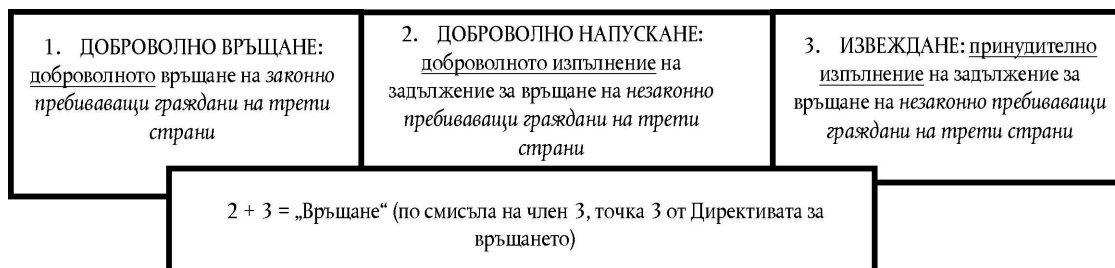 1. ДОБРОВОЛНО ВРЪЩАНЕ:
доброволното връщане на законно
пребиваващи граждани на трети
страни
2. ДОБРОВОЛНО НАПУСКАНЕ:
доброволното изпълнение на
задължение за връщане на незаконно
пребиваващи граждани на трети
страни
3. ИЗВЕЖДАНЕ: принудително
изпълнение на задължение за
връщане на незаконно пребиваващи
граждани на трети страни
2 + 3 = „Връщане“ (по смисъла на член 3, точка 3 от Директивата за
връщането)